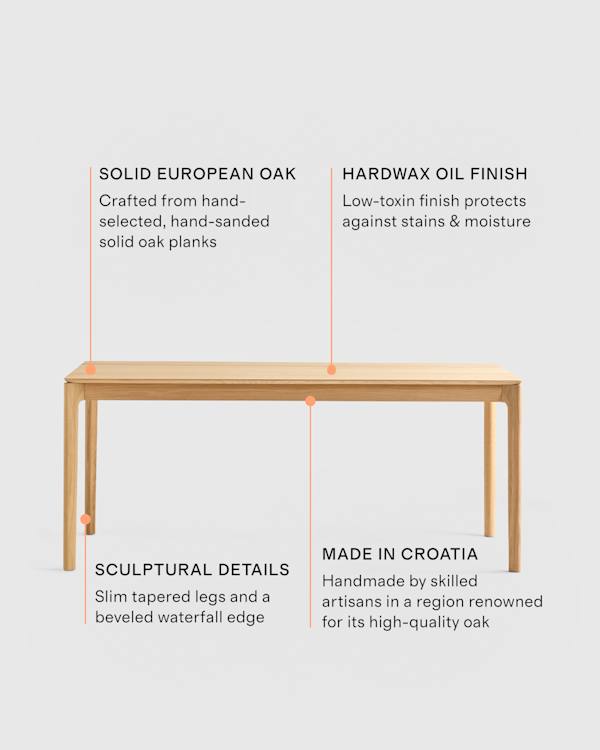 SOLID EUROPEAN OAK
Crafted from hand-
selected, hand-sanded
solid oak planks
HARDWAX OIL FINISH
Low-toxin finish protects
against stains & moisture
SCULPTURAL DETAILS
Slim tapered legs and a
beveled waterfall edge
MADE IN CROATIA
Handmade by skilled
artisans in a region renowned
for its high-quality oak